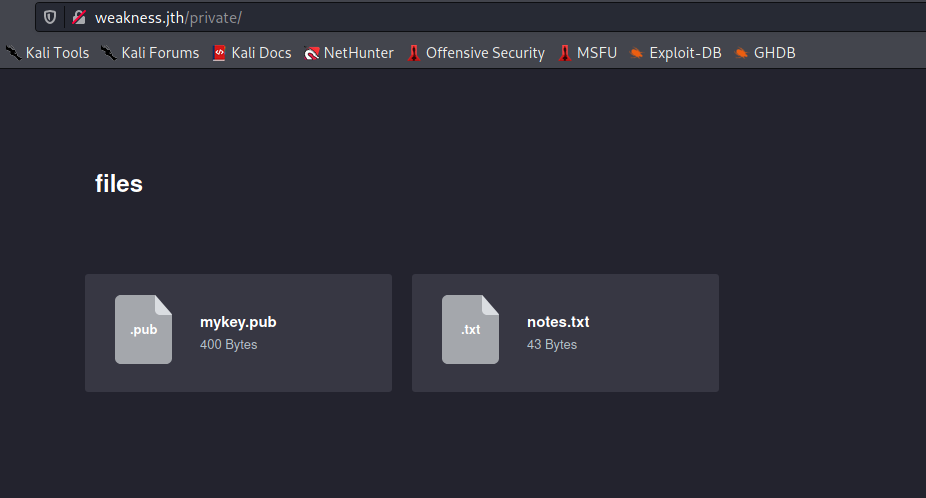 weakness.jth/private/
Kali Tools Kali Forums Kali Docs NetHunter Offensive Security MSFU Exploit-DB GHDB
files
.pub mykey.pub .txt notes.txt
400 Bytes 43 Bytes